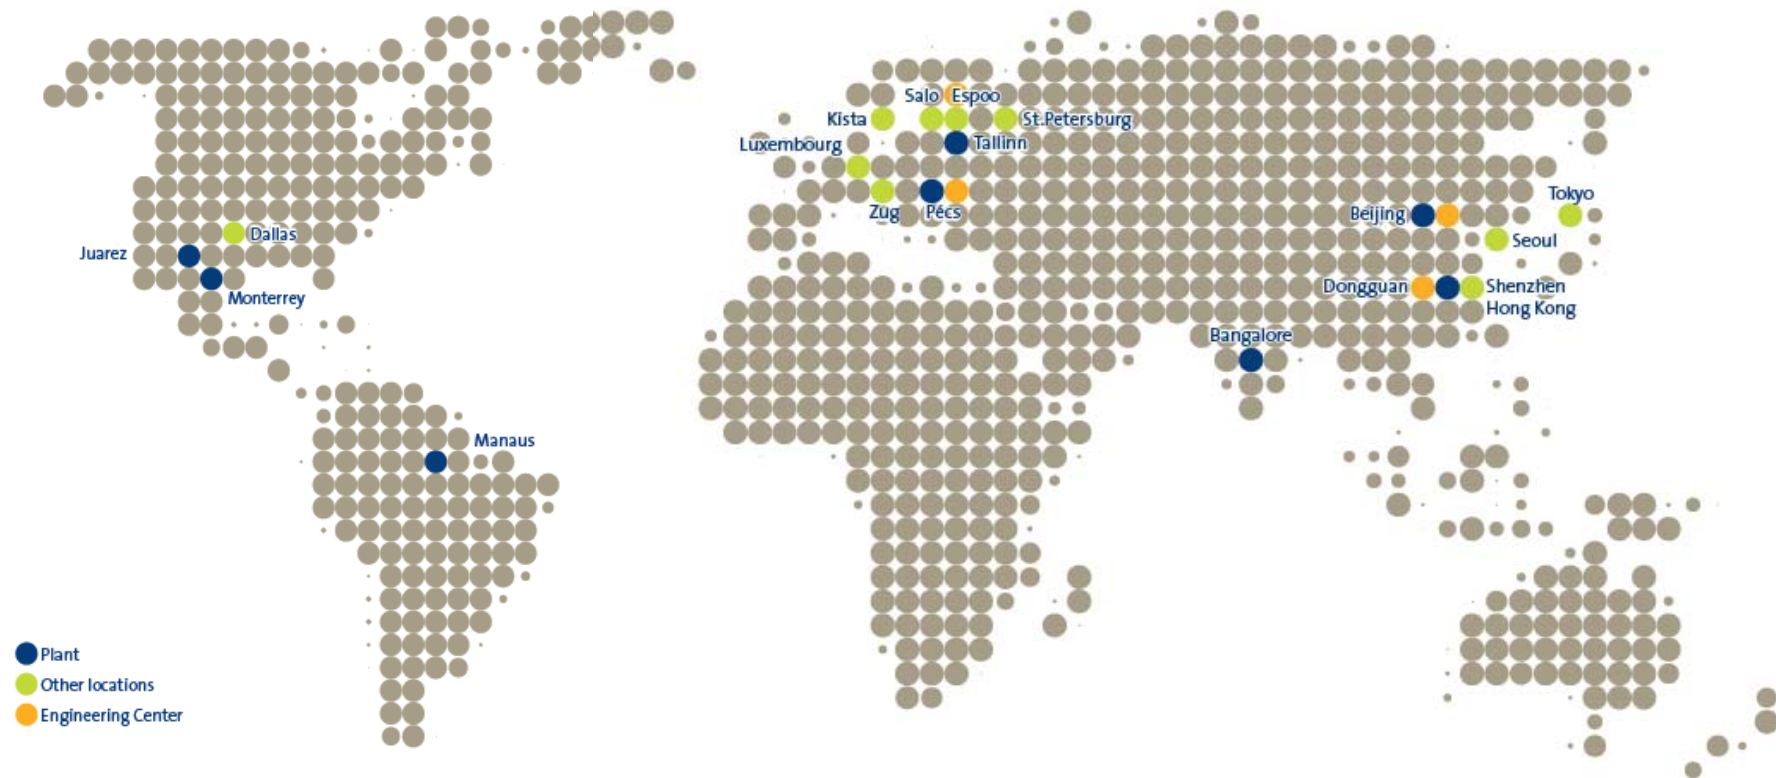 Salo Espoo
Kista
St.Petersburg
Luxembourg
Tallinn
Zug
Pécs
Tokyo
Beijing
Seoul
Dallas
Juarez
Monterrey
Dongguan
Shenzhen
Hong Kong
Bangalore
Manaus
Plant
Other locations
Engineering Center